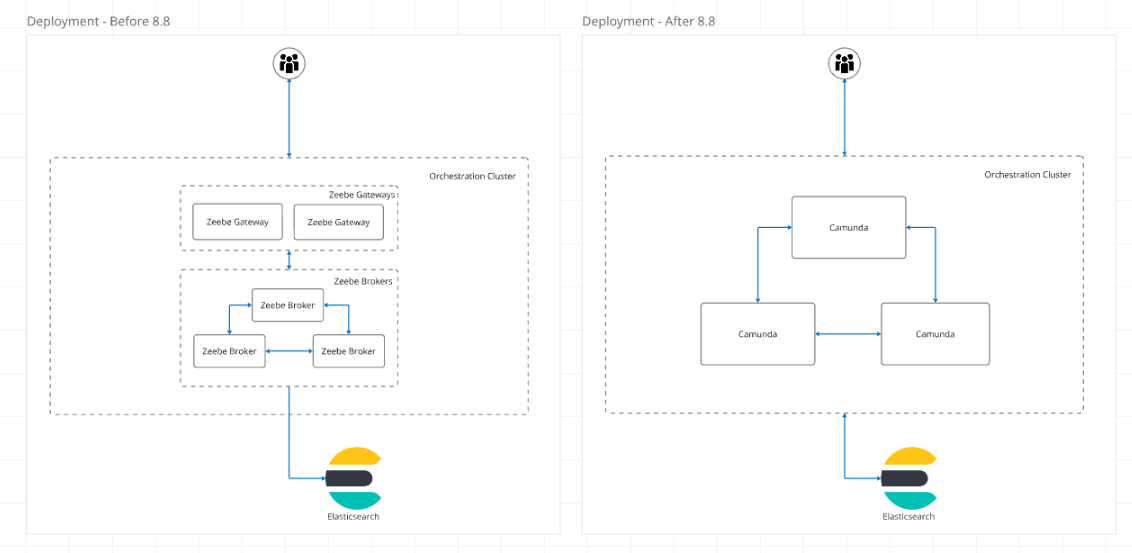 Deployment - Before 8.8
Orchestration Cluster
Zeebe Gateways
Zeebe Gateway
Zeebe Gateway
Zeebe Brokers
Zeebe Broker
Zeebe Broker
Zeebe Broker
Elasticsearch
Deployment - After 8.8
Orchestration Cluster
Camunda
Camunda
Camunda
Elasticsearch